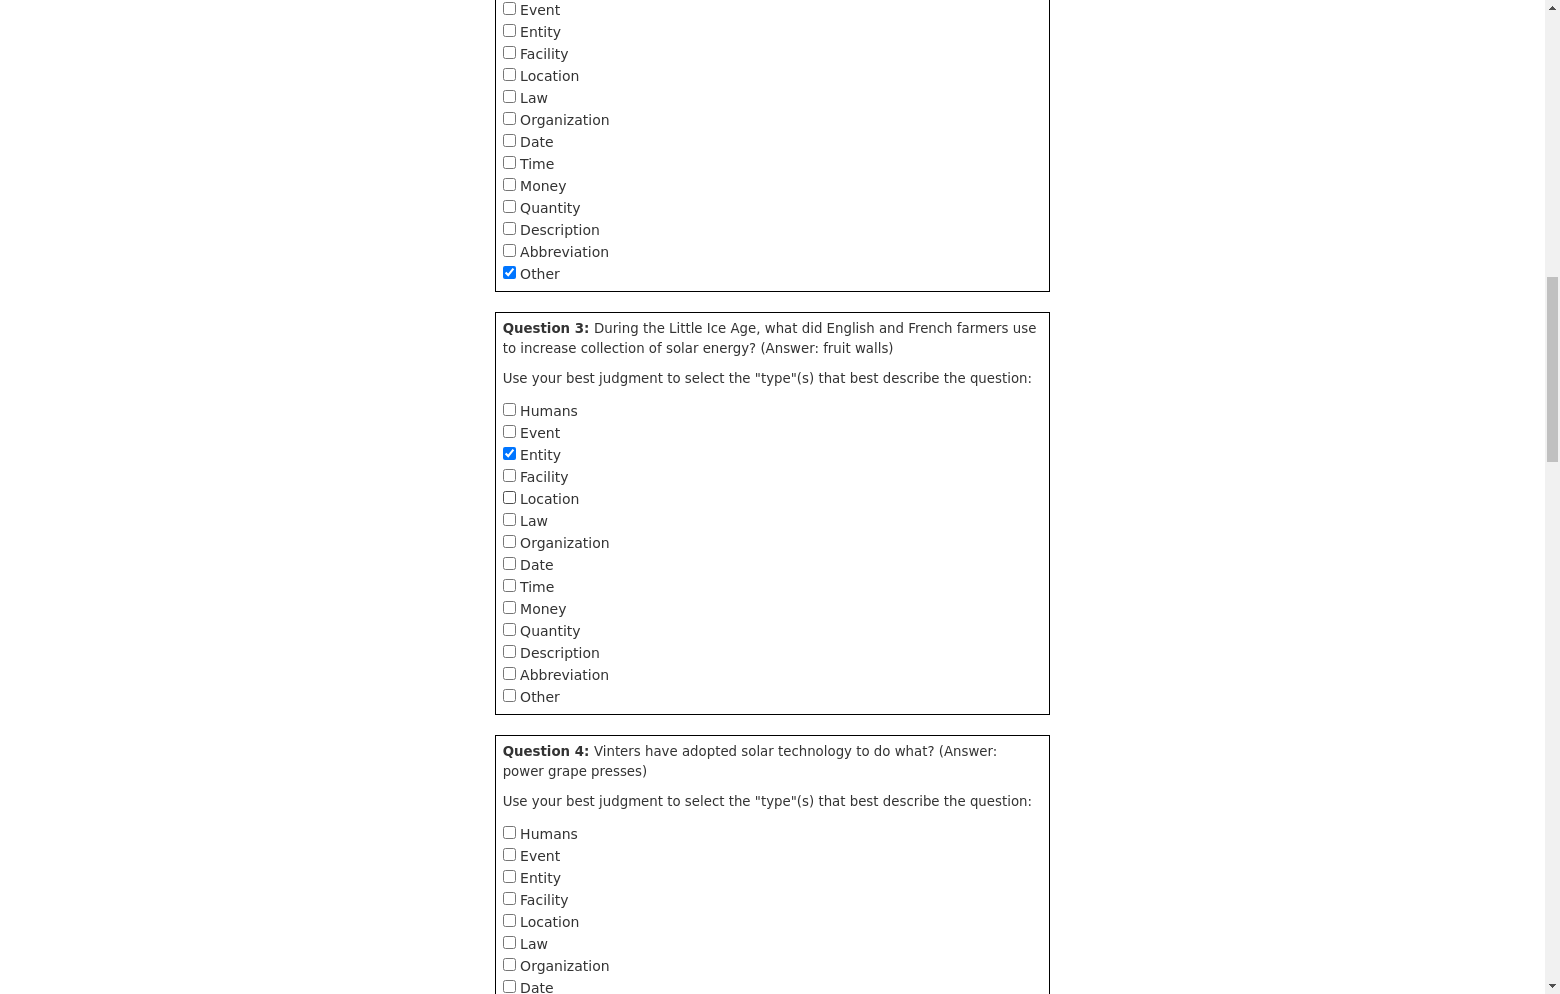 Event
Entity
Facility
Location
Law
Organization
Date
Time
Money
Quantity
Description
Abbreviation
Other
Question 3: During the Little Ice Age, what did English and French farmers use
to increase collection of solar energy? (Answer: fruit walls)
Use your best judgment to select the "type"(s) that best describe the question:
Humans
Event
Entity
Facility
Location
Law
Organization
Date
Time
Money
Quantity
Description
Abbreviation
Other
Question 4: Vinters have adopted solar technology to do what? (Answer:
power grape presses)
Use your best judgment to select the "type"(s) that best describe the question:
Humans
Event
Entity
Facility
Location
Law
Organization
Date